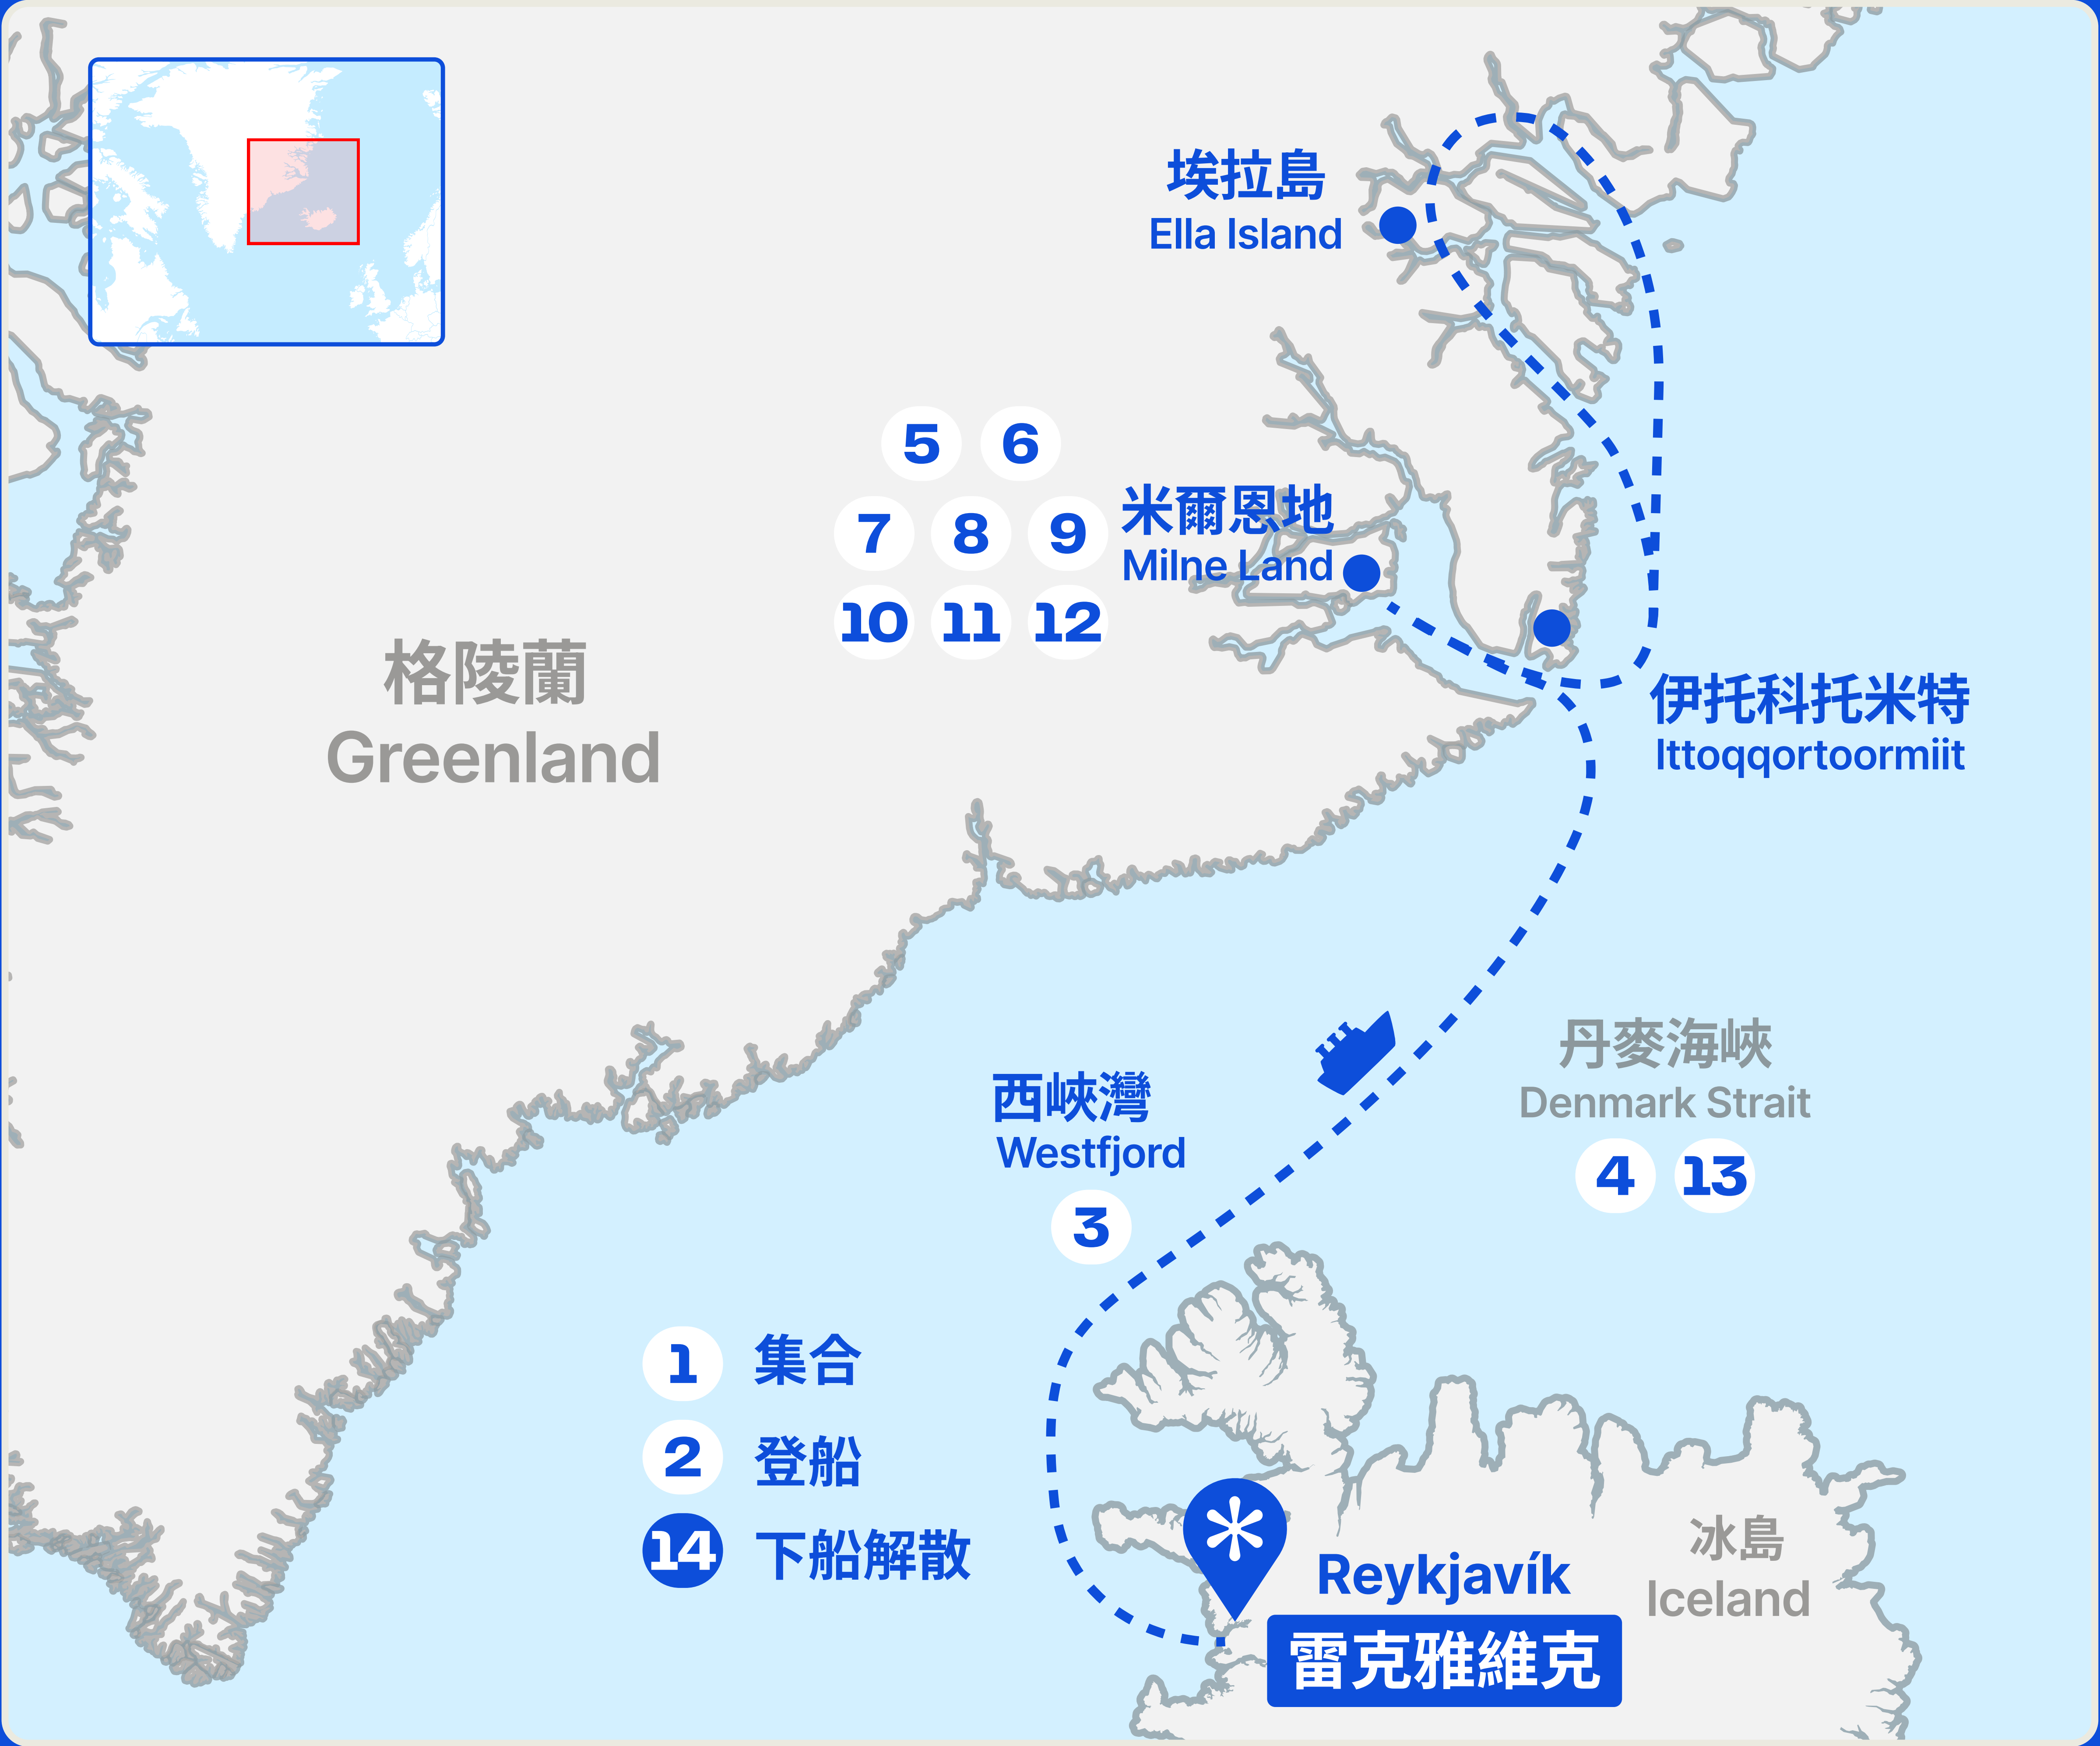 埃拉島
Ella Island
5 6
7 8 9
10 11 12
米爾恩地
Milne Land
格陵蘭
Greenland
伊托科托米特
Ittoqqortoormiit
丹麥海峽
Denmark Strait
4 13
西峽灣
Westfjord
3
1 集合
2 登船
14 下船解散
Reykjavík
雷克雅維克
冰島
Iceland